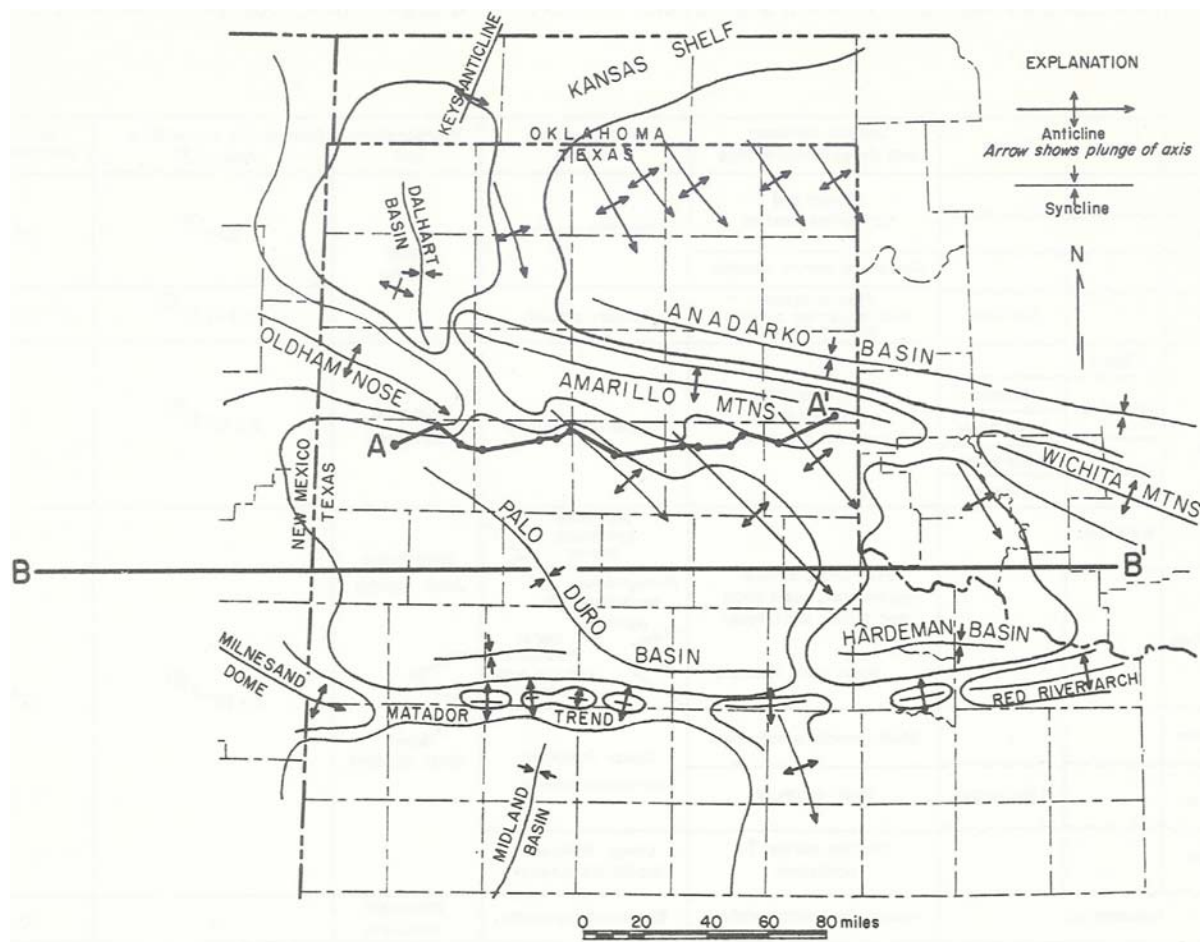 KANSAS SHELF
KEYES ANTICLINE
EXPLANATION
Anticline
Arrow shows plunge of axis
Syncline
N
OKLAHOMA
TEXAS
DALHART
BASIN
ANADARKO BASIN
OLDHAM NOSE
AMARILLO MTNS
A
A'
WICHITA MTNS
NEW MEXICO
TEXAS
PALO DURO BASIN
B
B'
HARDEMAN BASIN
MILNESAND
DOME
MATADOR TREND
RED RIVER ARCH
MIDLAND
BASIN
0 20 40 60 80 miles